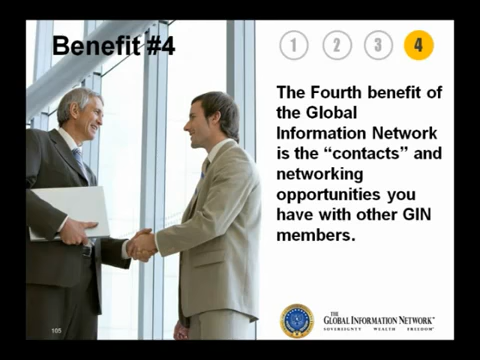 Benefit #4
1 2 3 4
The Fourth benefit of
the Global
Information Network
is the “contacts” and
networking
opportunities you
have with other GIN
members.
105
THE
GLOBAL INFORMATION NETWORK™
SOVEREIGNTY WEALTH FREEDOM